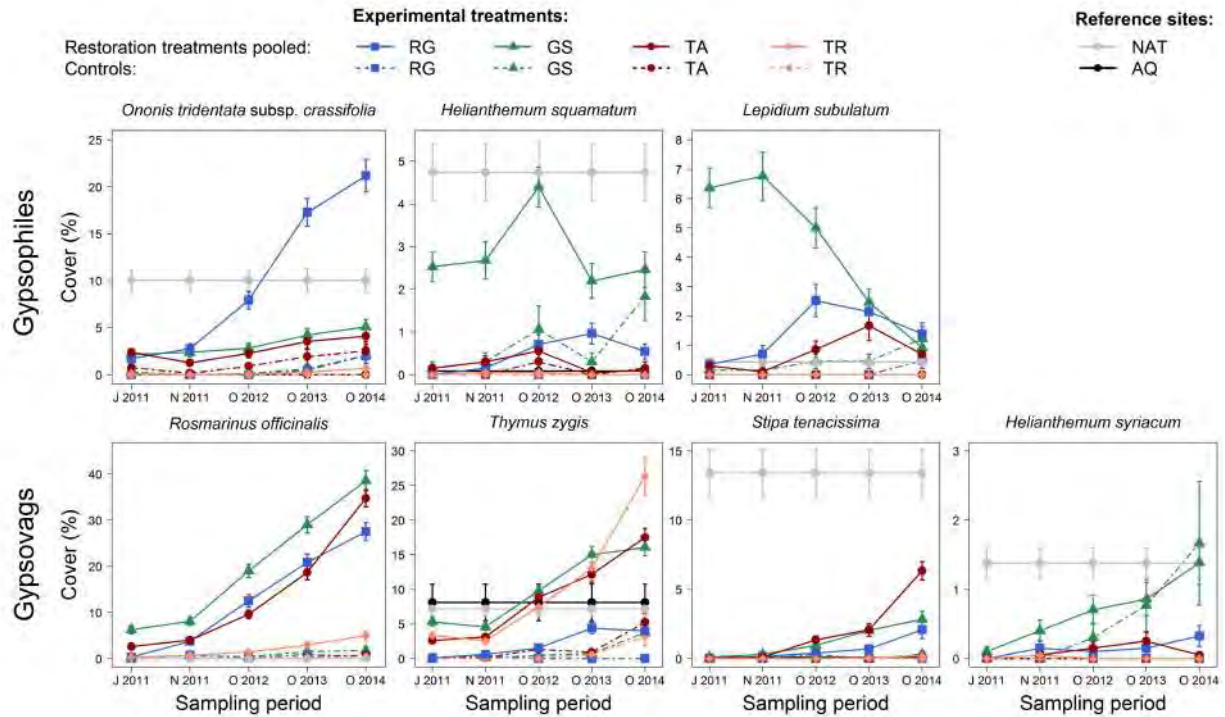 Experimental treatments:
Reference sites:
Restoration treatments pooled: RG GS TA TR NAT
Controls: RG GS TA TR AQ
Ononis tridentata subsp. crassifolia
Helianthemum squamatum
Lepidium subulatum
Gypsophiles
Cover (%)
25
20
15
10
5
0
J 2011 N 2011 O 2012 O 2013 O 2014
5
4
3
2
1
0
J 2011 N 2011 O 2012 O 2013 O 2014
8
7
6
5
4
3
2
1
0
J 2011 N 2011 O 2012 O 2013 O 2014
Rosmarinus officinalis
Thymus zygis
Stipa tenacissima
Helianthemum syriacum
Gypsovags
Cover (%)
40
30
20
10
0
J 2011 N 2011 O 2012 O 2013 O 2014
Sampling period
30
25
20
15
10
5
0
J 2011 N 2011 O 2012 O 2013 O 2014
Sampling period
15
10
5
0
J 2011 N 2011 O 2012 O 2013 O 2014
Sampling period
3
2
1
0
J 2011 N 2011 O 2012 O 2013 O 2014
Sampling period